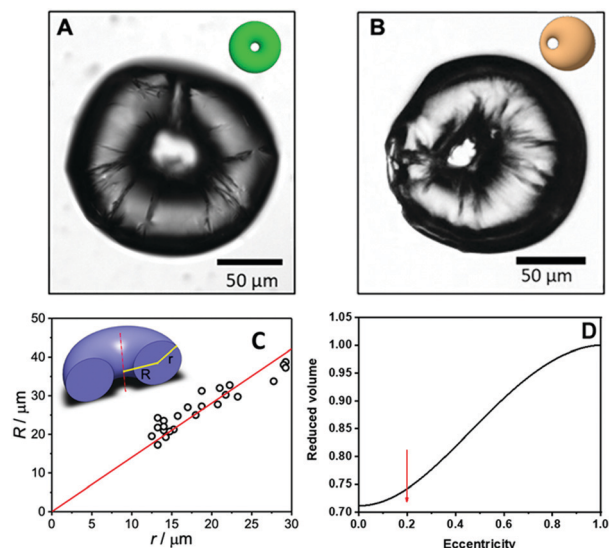 A
B
50 µm
50 µm
C
R
r
R / µm
50
40
30
20
10
0
0 5 10 15 20 25 30
r / µm
D
Reduced volume
1.05
1.00
0.95
0.90
0.85
0.80
0.75
0.70
0.0 0.2 0.4 0.6 0.8 1.0
Eccentricity